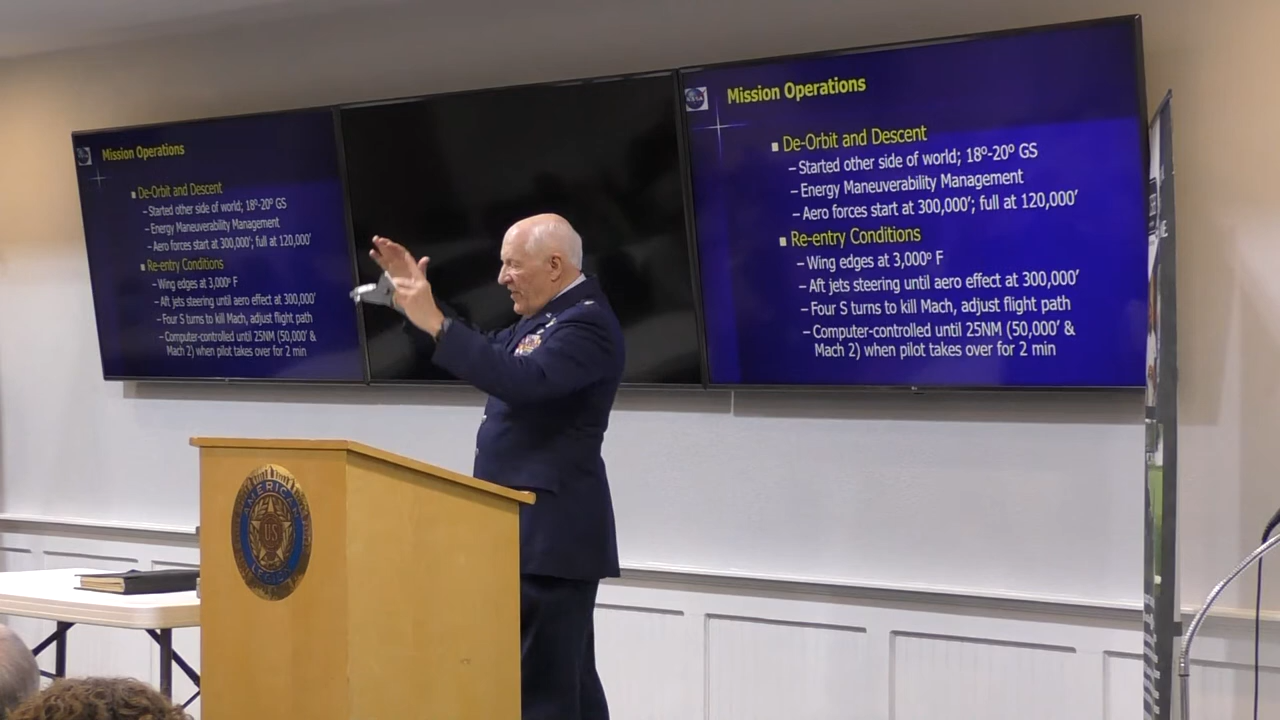 Mission Operations
De-Orbit and Descent
–Started other side of world; 18º-20º GS
–Energy Maneuverability Management
–Aero forces start at 300,000'; full at 120,000'
Re-entry Conditions
–Wing edges at 3,000º F
–Aft jets steering until aero effect at 300,000'
–Four S turns to kill Mach, adjust flight path
–Computer-controlled until 25NM (50,000' &
Mach 2) when pilot takes over for 2 min
NASA
Mission Operations
De-Orbit and Descent
–Started other side of world; 18º-20º GS
–Energy Maneuverability Management
–Aero forces start at 300,000'; full at 120,000'
Re-entry Conditions
–Wing edges at 3,000º F
–Aft jets steering until aero effect at 300,000'
–Four S turns to kill Mach, adjust flight path
–Computer-controlled until 25NM (50,000' &
Mach 2) when pilot takes over for 2 min
AMERICAN
US
LEGION